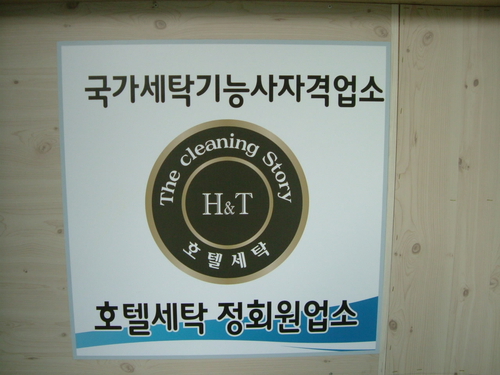 국가세탁기능사자격업소
The cleaning Story
H&T
호텔세탁
호텔세탁 정회원업소